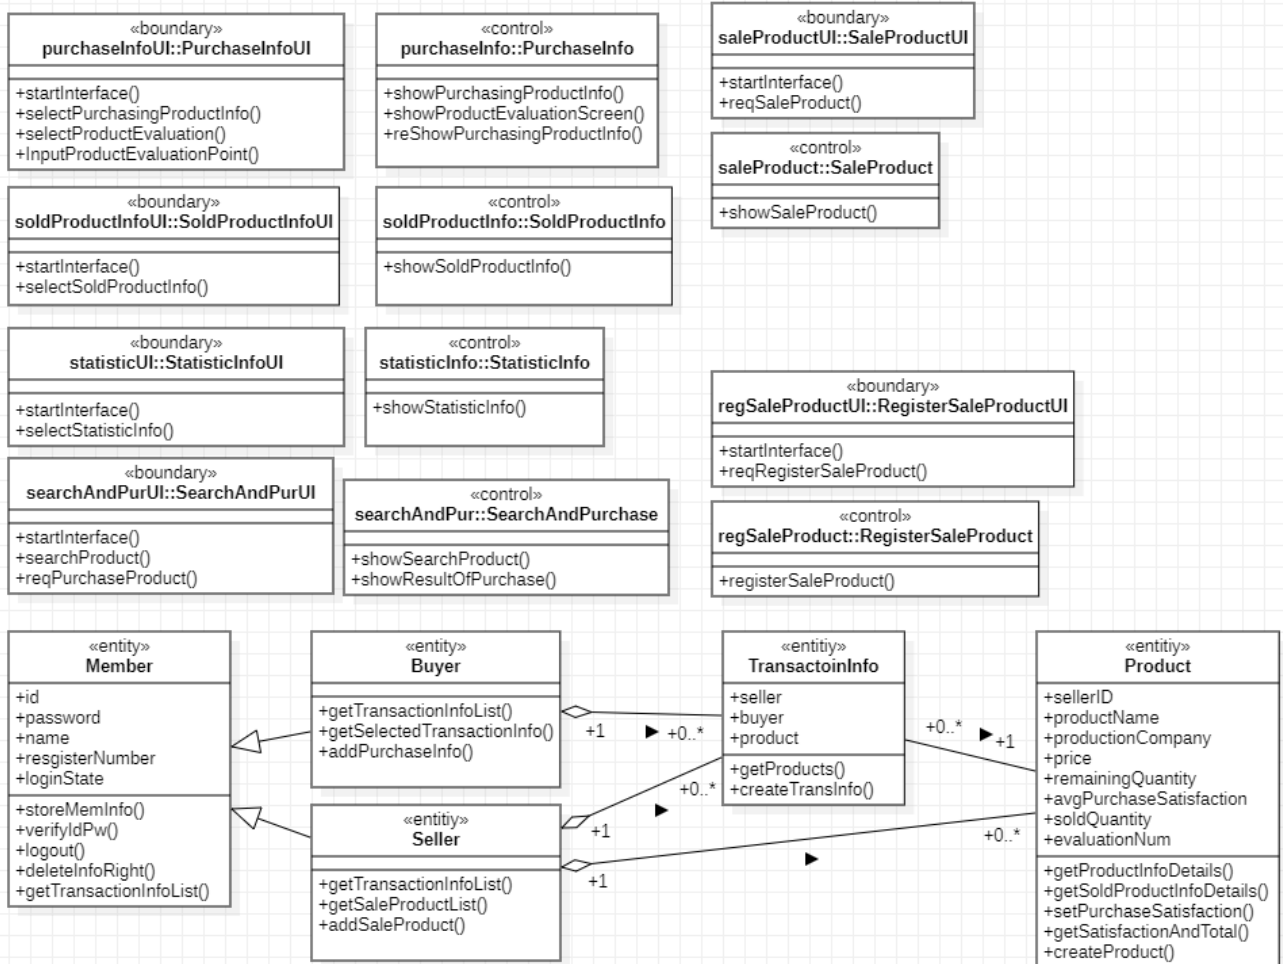 «boundary»
purchaseInfoUI::PurchaseInfoUI
+startInterface()
+selectPurchasingProductInfo()
+selectProductEvaluation()
+InputProductEvaluationPoint()
«control»
purchaseInfo::PurchaseInfo
+showPurchasingProductInfo()
+showProductEvaluationScreen()
+reShowPurchasingProductInfo()
«boundary»
saleProductUI::SaleProductUI
+startInterface()
+reqSaleProduct()
«control»
saleProduct::SaleProduct
+showSaleProduct()
«boundary»
soldProductInfoUI::SoldProductInfoUI
+startInterface()
+selectSoldProductInfo()
«control»
soldProductInfo::SoldProductInfo
+showSoldProductInfo()
«boundary»
statisticUI::StatisticInfoUI
+startInterface()
+selectStatisticInfo()
«control»
statisticInfo::StatisticInfo
+showStatisticInfo()
«boundary»
regSaleProductUI::RegisterSaleProductUI
+startInterface()
+reqRegisterSaleProduct()
«boundary»
searchAndPurUI::SearchAndPurUI
+startInterface()
+searchProduct()
+reqPurchaseProduct()
«control»
searchAndPur::SearchAndPurchase
+showSearchProduct()
+showResultOfPurchase()
«control»
regSaleProduct::RegisterSaleProduct
+registerSaleProduct()
«entity»
Member
+id
+password
+name
+resgisterNumber
+loginState
+storeMemInfo()
+verifyIdPw()
+logout()
+deleteInfoRight()
+getTransactionInfoList()
«entity»
Buyer
+getTransactionInfoList()
+getSelectedTransactionInfo()
+addPurchaseInfo()
+1
+0..*
«entitiy»
Seller
+getTransactionInfoList()
+getSaleProductList()
+addSaleProduct()
+1
+0..*
+1
+0..*
«entitiy»
TransactoinInfo
+seller
+buyer
+product
+getProducts()
+createTransInfo()
+0..*
+1
«entitiy»
Product
+sellerID
+productName
+productionCompany
+price
+remainingQuantity
+avgPurchaseSatisfaction
+soldQuantity
+evaluationNum
+getProductInfoDetails()
+getSoldProductInfoDetails()
+setPurchaseSatisfaction()
+getSatisfactionAndTotal()
+createProduct()